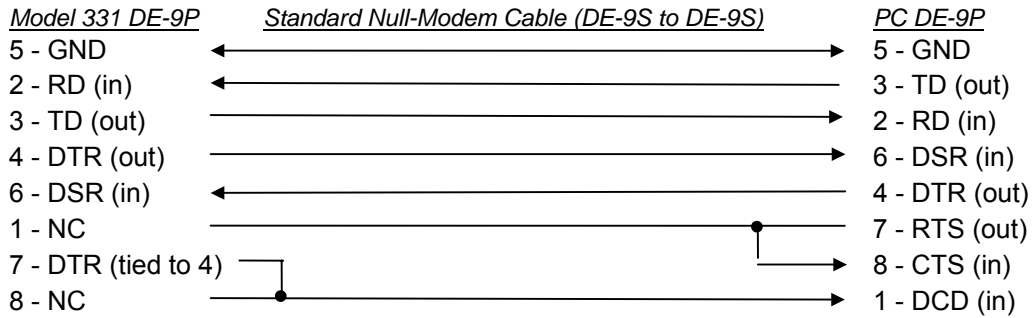 Model 331 DE-9P Standard Null-Modem Cable (DE-9S to DE-9S) PC DE-9P
5 - GND 5 - GND
2 - RD (in) 3 - TD (out)
3 - TD (out) 2 - RD (in)
4 - DTR (out) 6 - DSR (in)
6 - DSR (in) 4 - DTR (out)
1 - NC 7 - RTS (out)
7 - DTR (tied to 4) 8 - CTS (in)
8 - NC 1 - DCD (in)